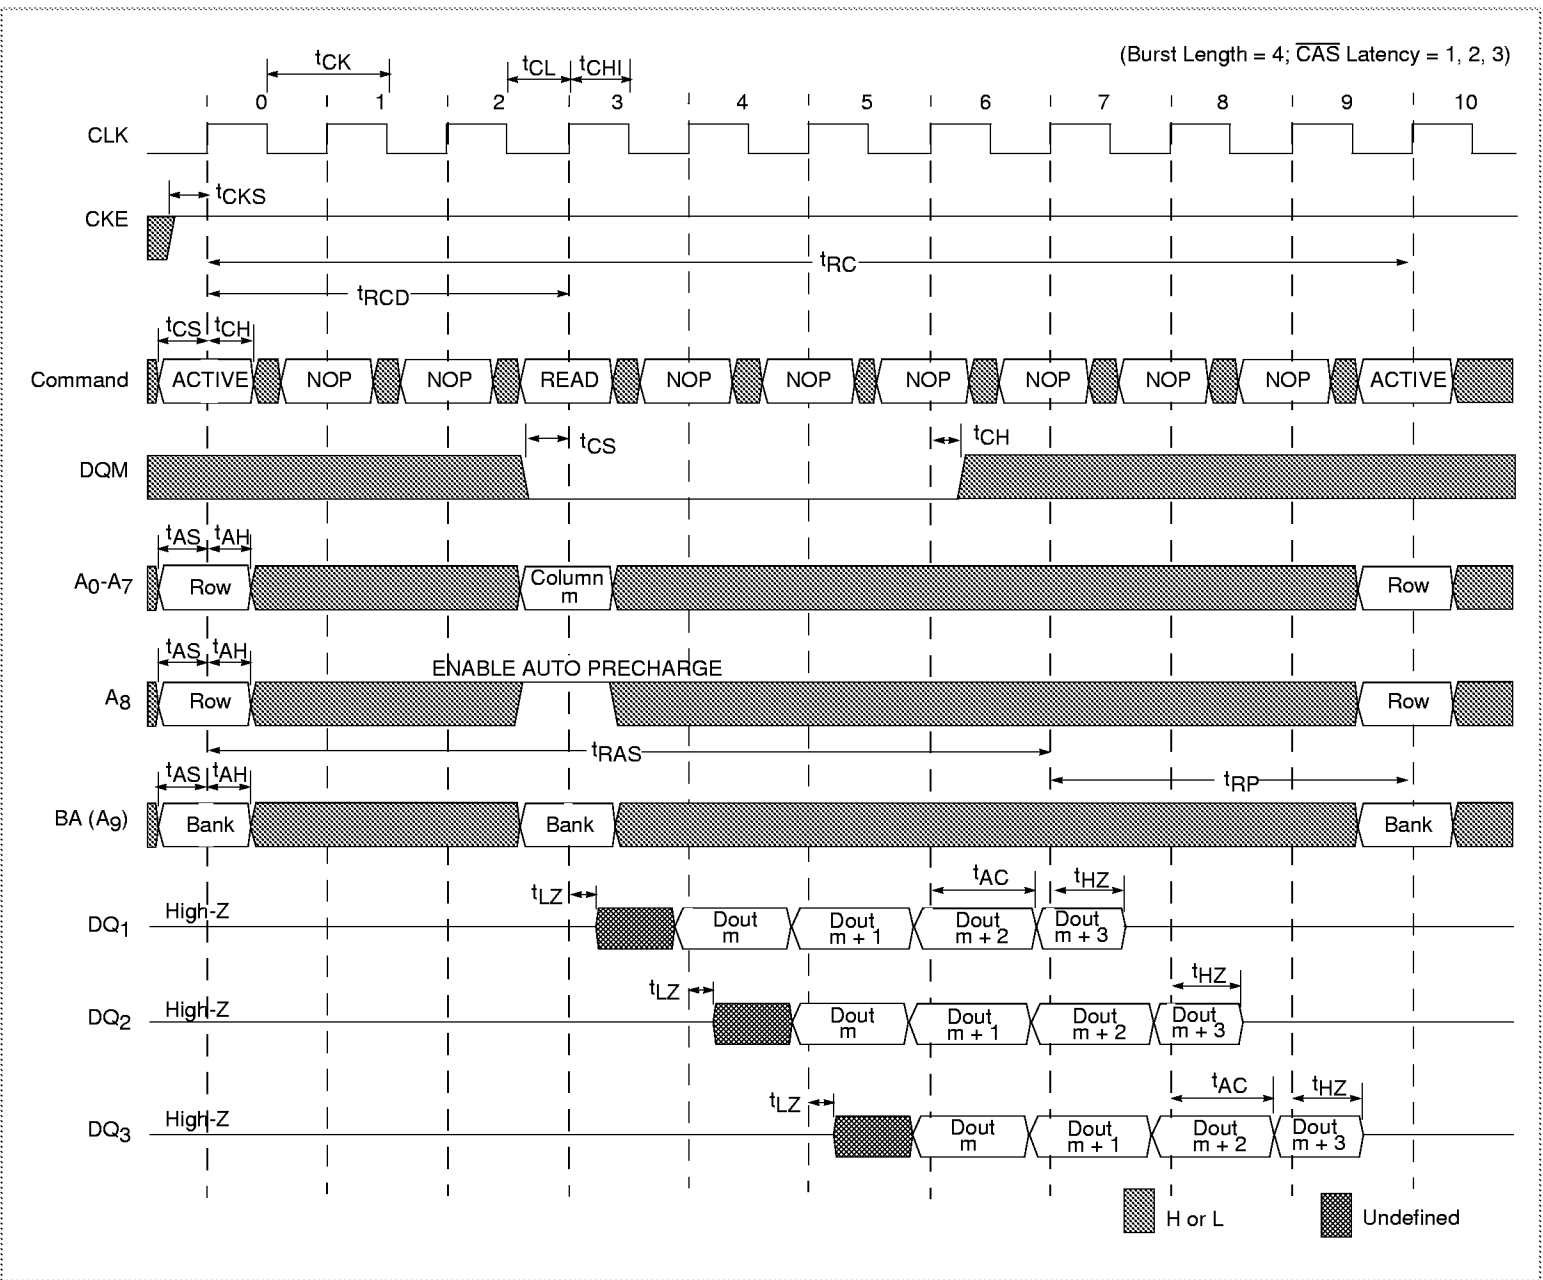 (Burst Length = 4; CAS Latency = 1, 2, 3)
tCK tCL tCHI
0 1 2 3 4 5 6 7 8 9 10
CLK
tCKS
CKE
tRC
tRCD
tCS tCH
Command ACTIVE NOP NOP READ NOP NOP NOP NOP NOP NOP ACTIVE
tCS tCH
DQM
tAS tAH
A0-A7 Row Column m Row
tAS tAH
ENABLE AUTO PRECHARGE
A8 Row Row
tRAS
tAS tAH tRP
BA (A9) Bank Bank Bank
tLZ tAC tHZ
DQ1 High-Z Dout m Dout m + 1 Dout m + 2 Dout m + 3
tLZ tHZ
DQ2 High-Z Dout m Dout m + 1 Dout m + 2 Dout m + 3
tLZ tAC tHZ
DQ3 High-Z Dout m Dout m + 1 Dout m + 2 Dout m + 3
H or L Undefined